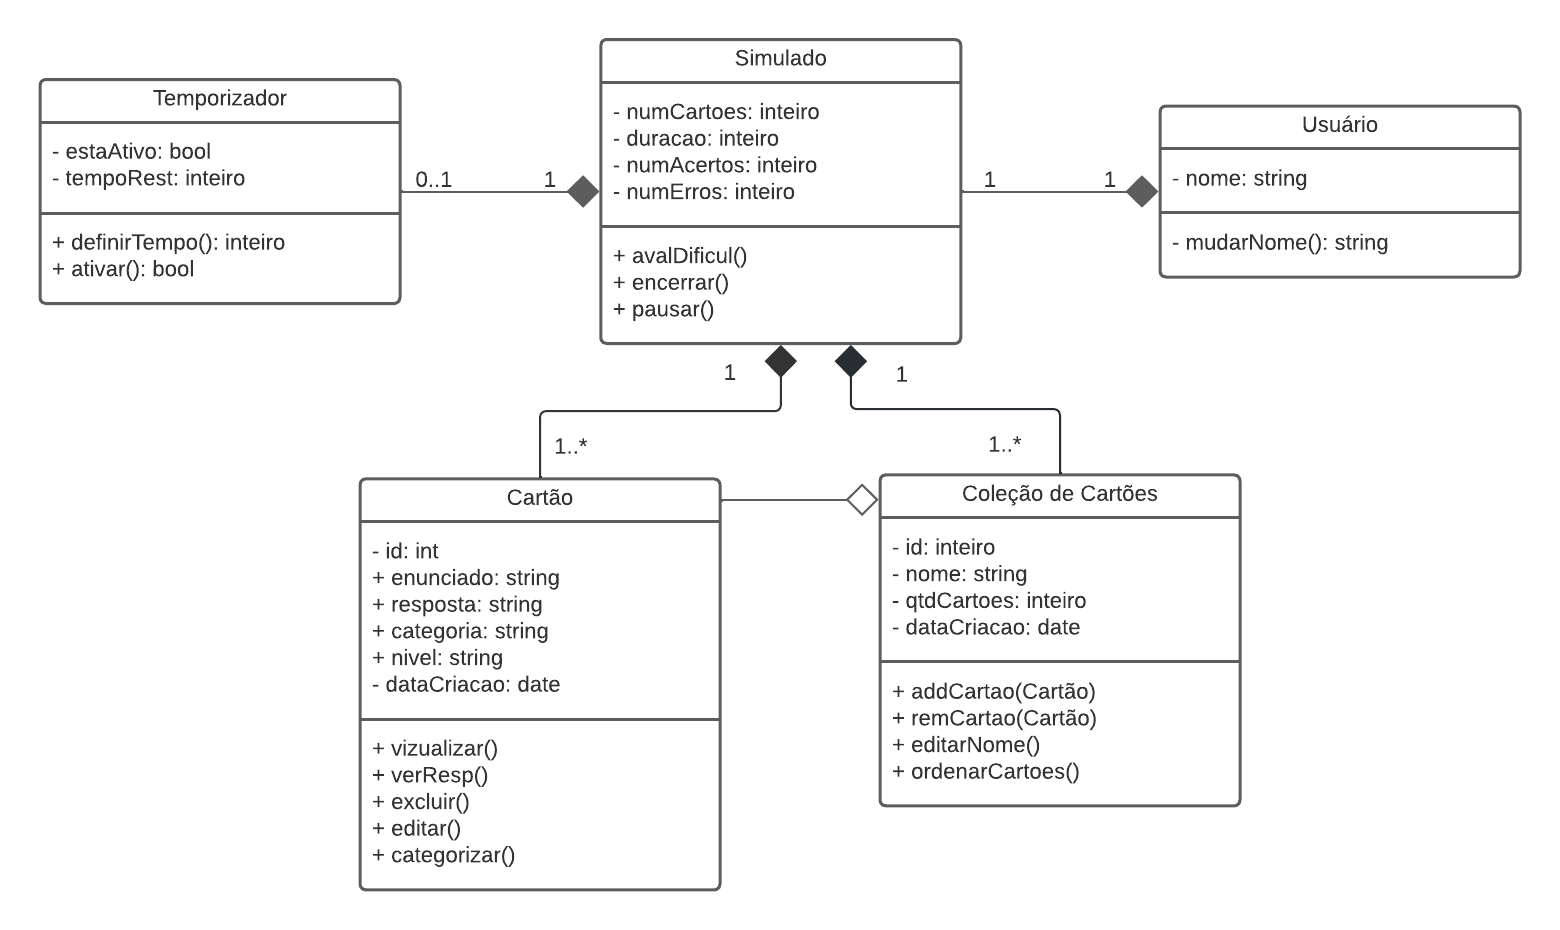 Temporizador
- estaAtivo: bool
- tempoRest: inteiro
+ definirTempo(): inteiro
+ ativar(): bool
0..1
1
Simulado
- numCartoes: inteiro
- duracao: inteiro
- numAcertos: inteiro
- numErros: inteiro
+ avalDificul()
+ encerrar()
+ pausar()
1
1
Usuário
- nome: string
- mudarNome(): string
1
1
1..*
1..*
Cartão
- id: int
+ enunciado: string
+ resposta: string
+ categoria: string
+ nivel: string
- dataCriacao: date
+ vizualizar()
+ verResp()
+ excluir()
+ editar()
+ categorizar()
Coleção de Cartões
- id: inteiro
- nome: string
- qtdCartoes: inteiro
- dataCriacao: date
+ addCartao(Cartão)
+ remCartao(Cartão)
+ editarNome()
+ ordenarCartoes()